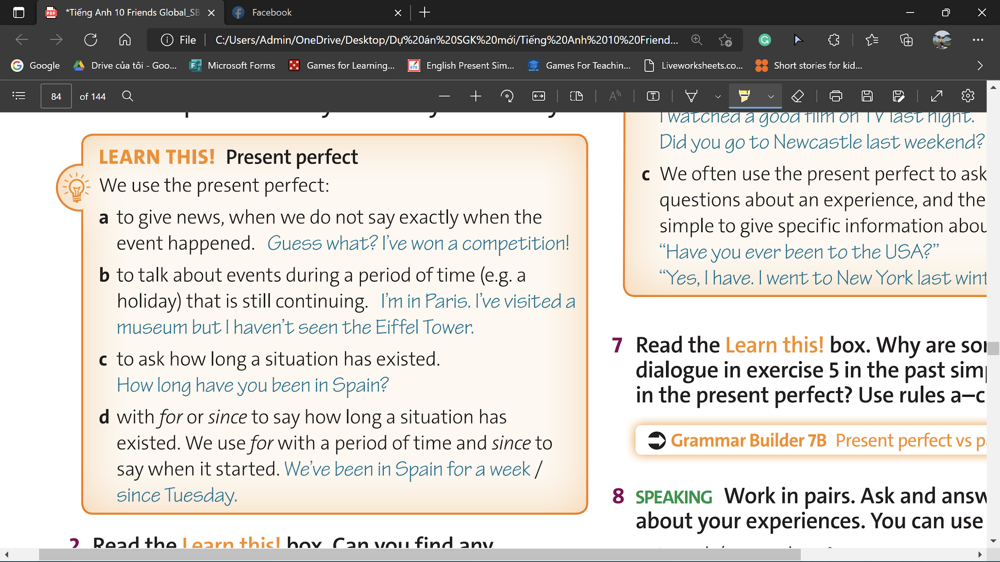 *Tiếng Anh 10 Friends Global_SB
Facebook
File
C:/Users/Admin/OneDrive/Desktop/Dự%20án%20SGK%20mới/Tiếng%20Anh%2010%20Friend...
Google
Drive của tôi - Goo...
Microsoft Forms
Games for Learning...
English Present Sim...
Games For Teachin...
Liveworksheets.co...
Short stories for kid...
84
of 144
LEARN THIS! Present perfect
We use the present perfect:
a to give news, when we do not say exactly when the
event happened. Guess what? I've won a competition!
b to talk about events during a period of time (e.g. a
holiday) that is still continuing. I'm in Paris. I've visited a
museum but I haven't seen the Eiffel Tower.
c to ask how long a situation has existed.
How long have you been in Spain?
d with for or since to say how long a situation has
existed. We use for with a period of time and since to
say when it started. We've been in Spain for a week /
since Tuesday.
2 Read the Learn this! box. Can you find any
I watched a good film on TV last night.
Did you go to Newcastle last weekend?
c We often use the present perfect to ask
questions about an experience, and the
simple to give specific information abou
“Have you ever been to the USA?”
“Yes, I have. I went to New York last wint
7 Read the Learn this! box. Why are som
dialogue in exercise 5 in the past simp
in the present perfect? Use rules a–c
Grammar Builder 7B Present perfect vs pa
8 SPEAKING Work in pairs. Ask and answ
about your experiences. You can use